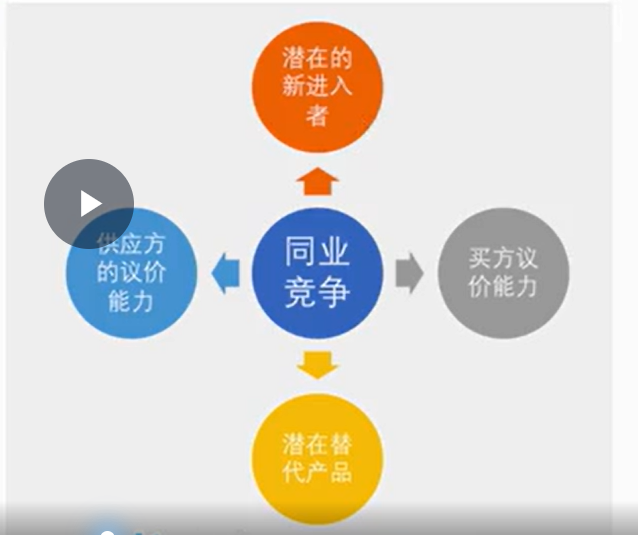 潜在的
新进入
者
供应方
的议价
能力
同业
竞争
买方议
价能力
潜在替
代产品